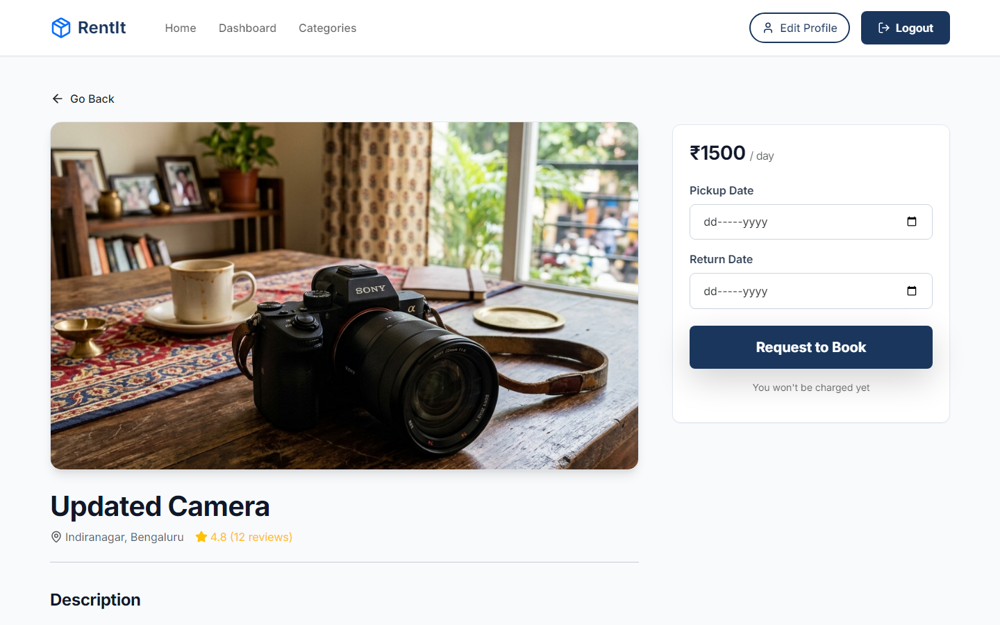 RentIt
Home
Dashboard
Categories
Edit Profile
Logout
Go Back
SONY
α
₹1500 / day
Pickup Date
dd-----yyyy
Return Date
dd-----yyyy
Request to Book
You won't be charged yet
Updated Camera
Indiranagar, Bengaluru
4.8 (12 reviews)
Description